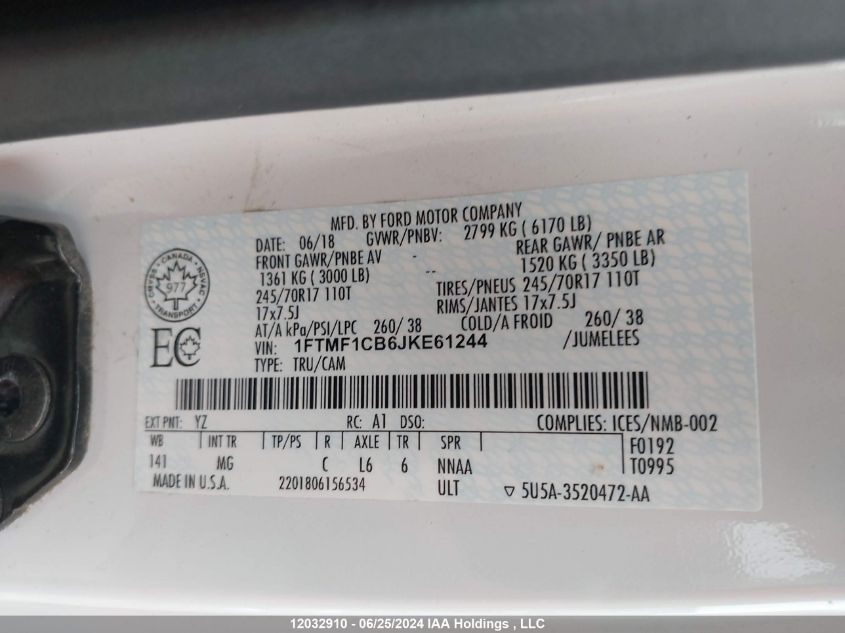 MFD. BY FORD MOTOR COMPANY
DATE: 06/18 GVWR/PNBV: 2799 KG ( 6170 LB)
FRONT GAWR/PNBE AV - REAR GAWR/ PNBE AR
1361 KG ( 3000 LB) -- 1520 KG ( 3350 LB)
245/70R17 110T TIRES/PNEUS 245/70R17 110T
17x7.5J RIMS/JANTES 17x7.5J
AT/A kPa/PSI/LPC 260/ 38 COLD/A FROID 260/ 38
VIN: 1FTMF1CB6JKE61244 /JUMELEES
TYPE: TRU/CAM
CANADA
977
TRANSPORT
EC
EXT PNT: YZ RC: A1 DSO: COMPLIES: ICES/NMB-002
WB INT TR TP/PS R AXLE TR SPR F0192
141 MG C L6 6 NNAA T0995
MADE IN U.S.A. 2201806156534 ULT ▽ 5U5A-3520472-AA
12032910 - 06/25/2024 IAA Holdings , LLC